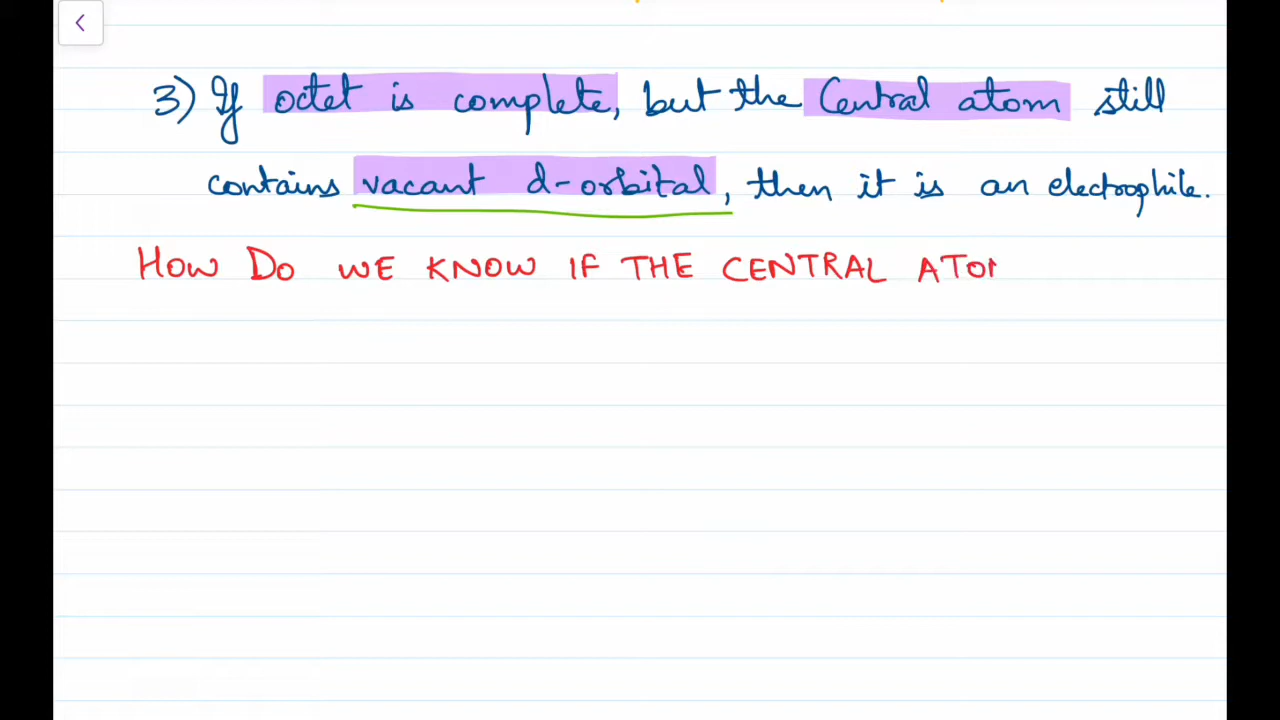 3) If octet is complete, but the Central atom still
contains vacant d-orbital, then it is an electrophile.
HOW DO WE KNOW IF THE CENTRAL